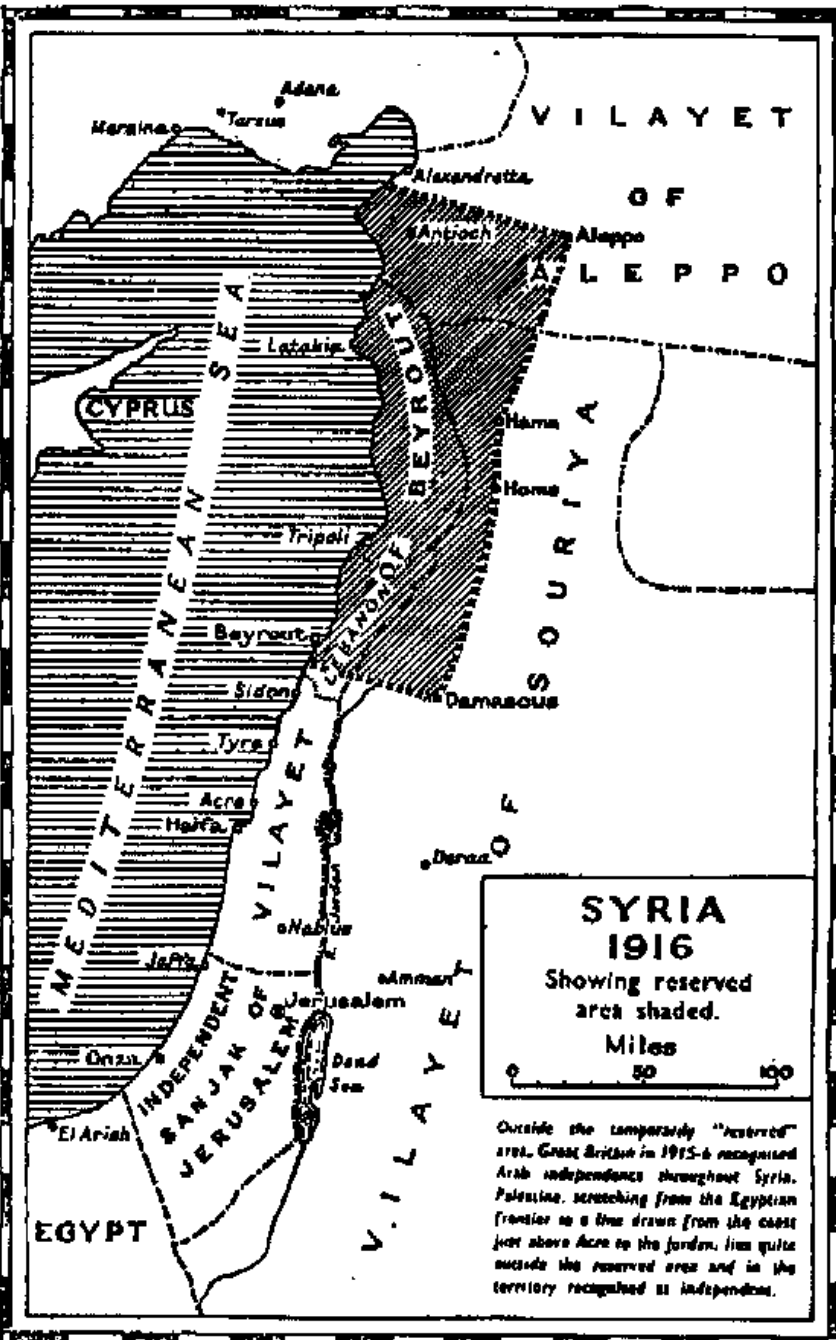 Adana
Tarsus
Mersina
VILAYET
OF
ALEPPO
Alexandretta
Antioch
Aleppo
Latakia
CYPRUS
MEDITERRANEAN SEA
BEYROUT
Hama
Homs
SOURIYA
Tripoli
OF
LEBANON
Beyrout
Sidon
Damascus
Tyre
VILAYET
Acre
Haifa
OF
Deraa
R. Jordan
Nablus
Jaffa
Amman
VILAYET
Jerusalem
INDEPENDENT
SANJAK OF
JERUSALEM
Dead
Sea
Gaza
El Arish
EGYPT
SYRIA
1916
Showing reserved
area shaded.
Miles
0 50 100
Outside the temporarily "reserved"
area, Great Britain in 1915-6 recognised
Arab independence throughout Syria.
Palestine, stretching from the Egyptian
frontier to a line drawn from the coast
just above Acre to the Jordan, lies quite
outside the reserved area and in the
territory recognised as independent.